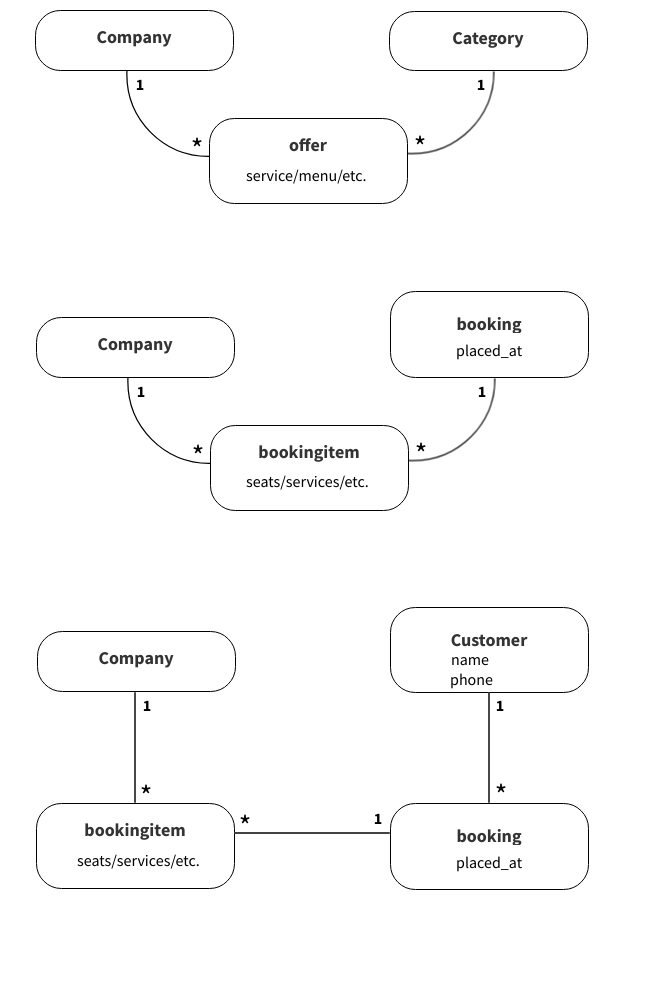 Company
Category
1
1
*
*
offer
service/menu/etc.
booking
placed_at
Company
1
1
*
*
bookingitem
seats/services/etc.
Customer
name
phone
Company
1
1
*
*
bookingitem
seats/services/etc.
*
1
booking
placed_at